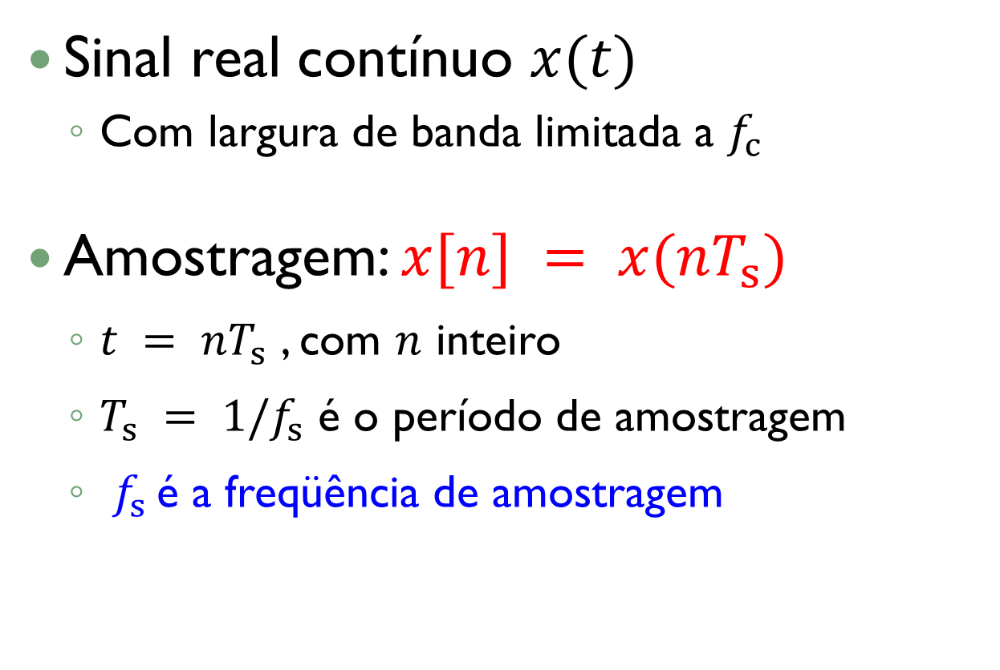 • Sinal real contínuo x(t)
◦ Com largura de banda limitada a f_c
• Amostragem: x[n] = x(nT_s)
◦ t = nT_s , com n inteiro
◦ T_s = 1/f_s é o período de amostragem
◦ f_s é a freqüência de amostragem